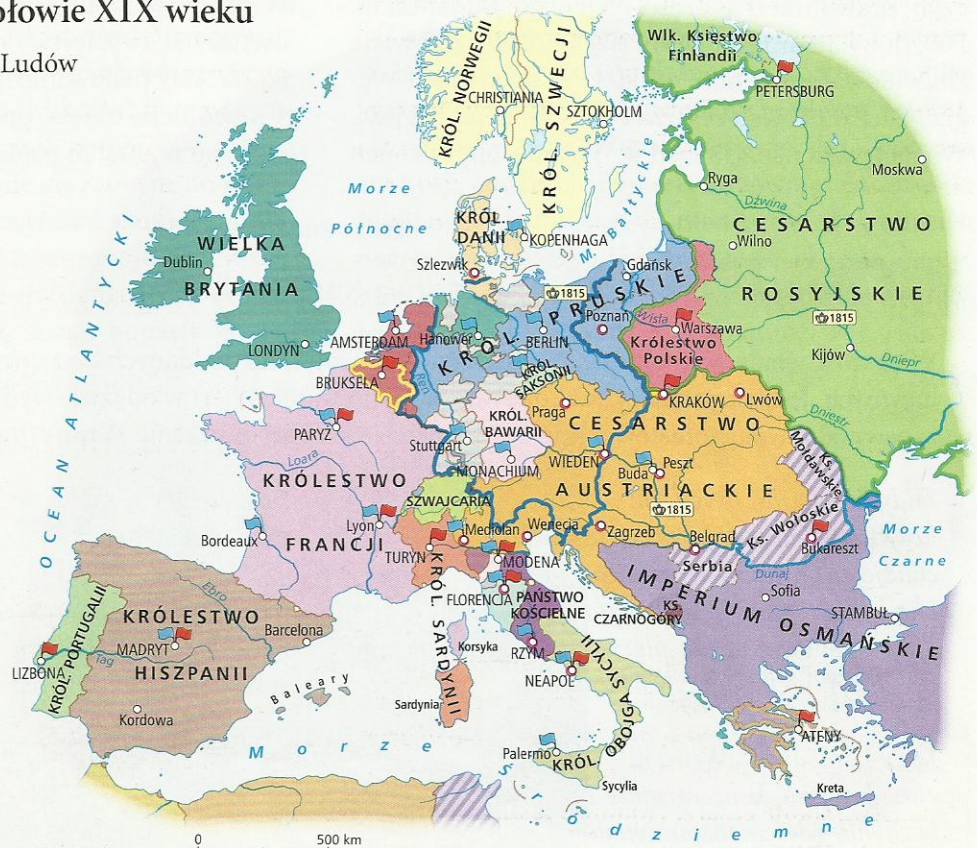 ołowie XIX wieku
Ludów
Wlk. Księstwo
Finlandii
PETERSBURG
KRÓL. NORWEGII
KRÓL. SZWECJI
CHRISTIANIA
SZTOKHOLM
Moskwa
Ryga
Dźwina
Morze
Północne
M. Bałtyckie
OCEAN ATLANTYCKI
WIELKA
BRYTANIA
Dublin
LONDYN
KRÓL.
DANII
KOPENHAGA
Szlezwik
CESARSTWO
ROSYJSKIE
Wilno
1815
Kijów
Dniepr
Dniestr
Gdańsk
1815
KRÓL. PRUSKIE
Poznań
Wisła
Warszawa
Królestwo
Polskie
AMSTERDAM
Hanower
BERLIN
BRUKSELA
Ren
KRÓL.
SAKSONII
KRAKÓW
Lwów
Praga
PARYŻ
Stuttgart
KRÓL.
BAWARII
MONACHIUM
CESARSTWO
AUSTRIACKIE
WIEDEŃ
Buda
Peszt
1815
Loara
KRÓLESTWO
FRANCJI
SZWAJCARIA
Bordeaux
Lyon
TURYN
Mediolan
Wenecja
Zagrzeb
Belgrad
Ks. Mołdawskie
Ks. Wołoskie
Bukareszt
Morze
Czarne
Serbia
Dunaj
Sofia
IMPERIUM OSMAŃSKIE
STAMBUŁ
MODENA
FLORENCJA
PAŃSTWO
KOŚCIELNE
KS.
CZARNOGÓRY
KRÓL. SARDYNII
Korsyka
RZYM
NEAPOL
Sardynia
KRÓL. OBOJGA SYCYLII
Palermo
Sycylia
ATENY
Kreta
Ebro
KRÓLESTWO
HISZPANII
Barcelona
MADRYT
Tag
KRÓL. PORTUGALII
LIZBONA
Kordowa
Baleary
Morze
Śródziemne
0
500 km